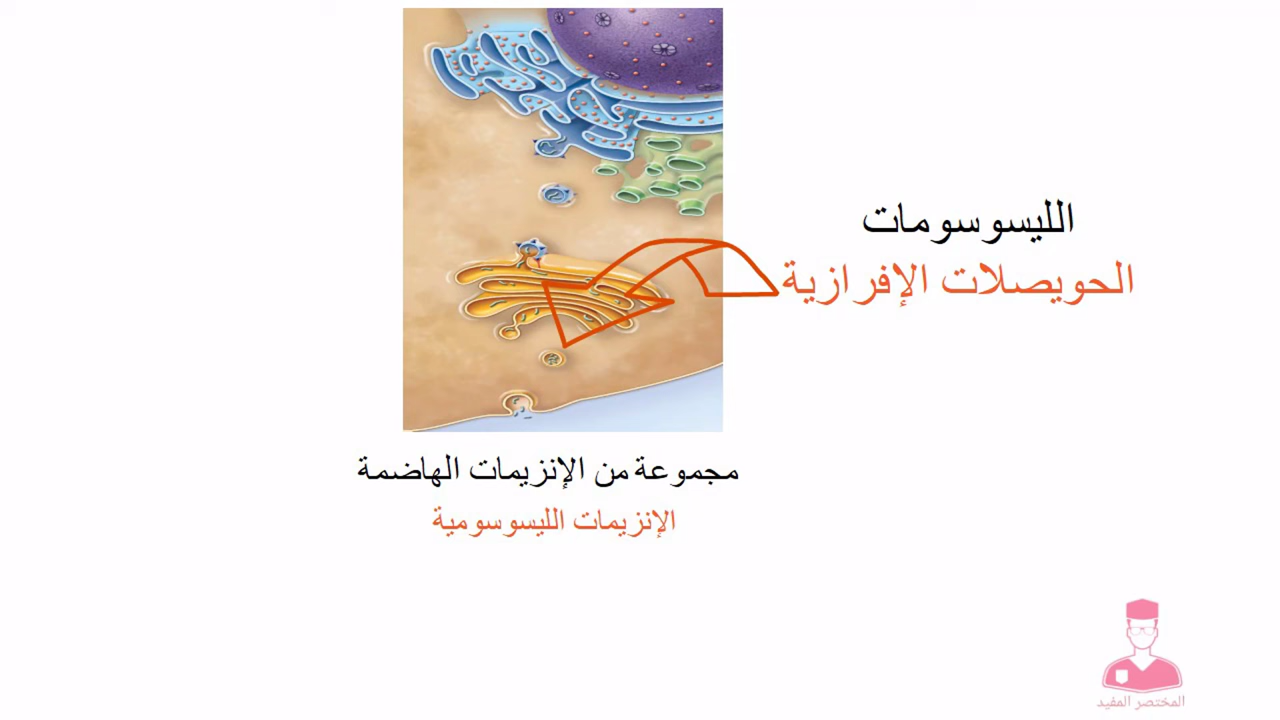 الليسوسومات
الحويصلات الإفرازية
مجموعة من الإنزيمات الهاضمة
الإنزيمات الليسوسومية
المختصر المفيد